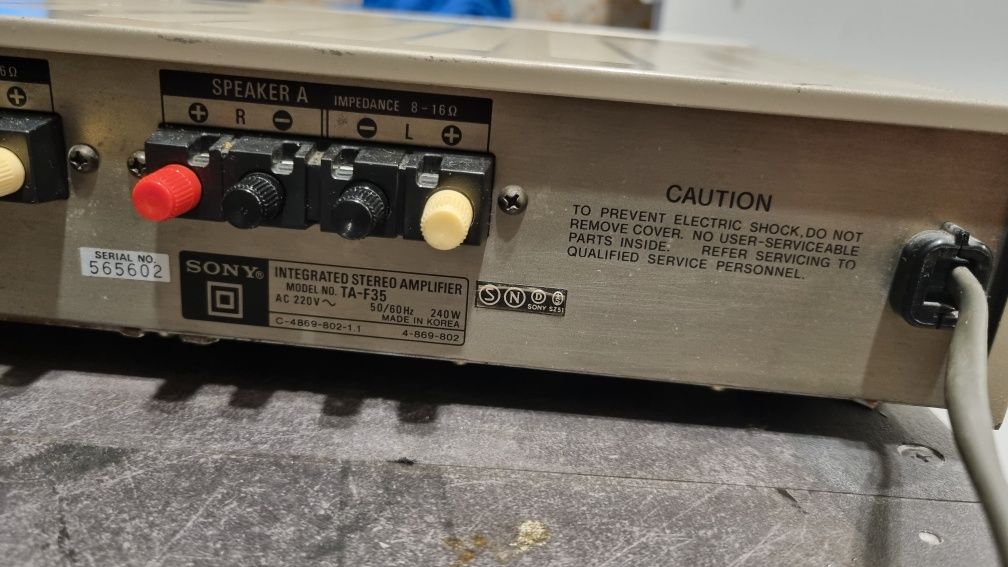 6Ω
SPEAKER A
R
IMPEDANCE 8-16Ω
L
SERIAL NO.
565602
SONY®
INTEGRATED STEREO AMPLIFIER
MODEL NO. TA-F35
AC 220V~ 50/60Hz 240W
MADE IN KOREA
C-4869-802-1.1 4-869-802
S N D
SONY SZ51
CAUTION
TO PREVENT ELECTRIC SHOCK, DO NOT
REMOVE COVER. NO USER-SERVICEABLE
PARTS INSIDE. REFER SERVICING TO
QUALIFIED SERVICE PERSONNEL.